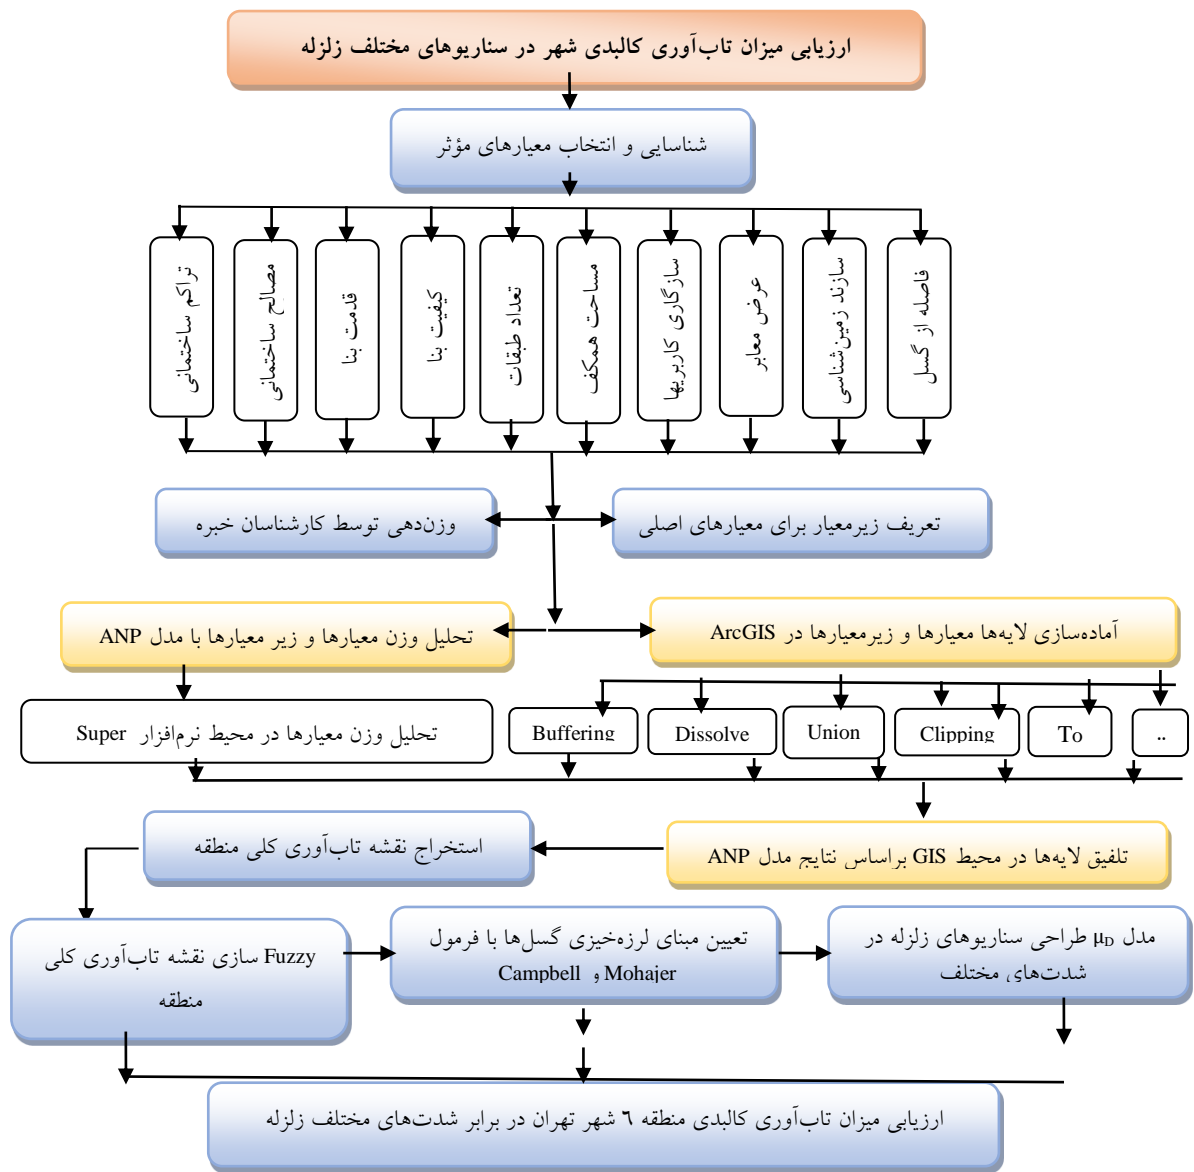 ارزیابی میزان تاب‌آوری کالبدی شهر در سناریوهای مختلف زلزله
شناسایی و انتخاب معیارهای مؤثر
فاصله از گسل
سازند زمین‌شناسی
عرض معابر
سازگاری کاربریها
مساحت همکف
تعداد طبقات
کیفیت بنا
قدمت بنا
مصالح ساختمانی
تراکم ساختمانی
تعریف زیرمعیار برای معیارهای اصلی
وزن‌دهی توسط کارشناسان خبره
آماده‌سازی لایه‌ها معیارها و زیرمعیارها در ArcGIS
تحلیل وزن معیارها و زیر معیارها با مدل ANP
تحلیل وزن معیارها در محیط نرم‌افزار Super
Buffering
Dissolve
Union
Clipping
To
..
تلفیق لایه‌ها در محیط GIS براساس نتایج مدل ANP
استخراج نقشه تاب‌آوری کلی منطقه
Fuzzy سازی نقشه تاب‌آوری کلی
منطقه
تعیین مبنای لرزه‌خیزی گسل‌ها با فرمول
Campbell و Mohajer
مدل μD طراحی سناریوهای زلزله در
شدت‌های مختلف
ارزیابی میزان تاب‌آوری کالبدی منطقه ٦ شهر تهران در برابر شدت‌های مختلف زلزله